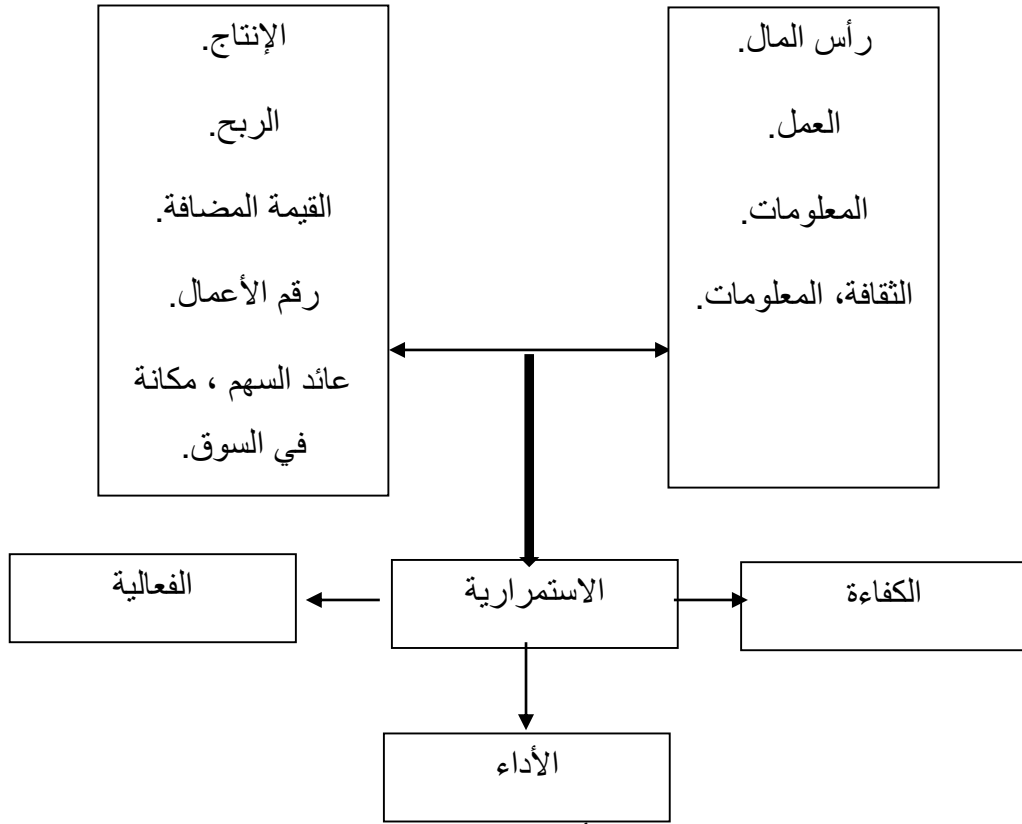 رأس المال.
العمل.
المعلومات.
الثقافة، المعلومات.
الإنتاج.
الربح.
القيمة المضافة.
رقم الأعمال.
عائد السهم ، مكانة
في السوق.
الكفاءة
الاستمرارية
الفعالية
الأداء